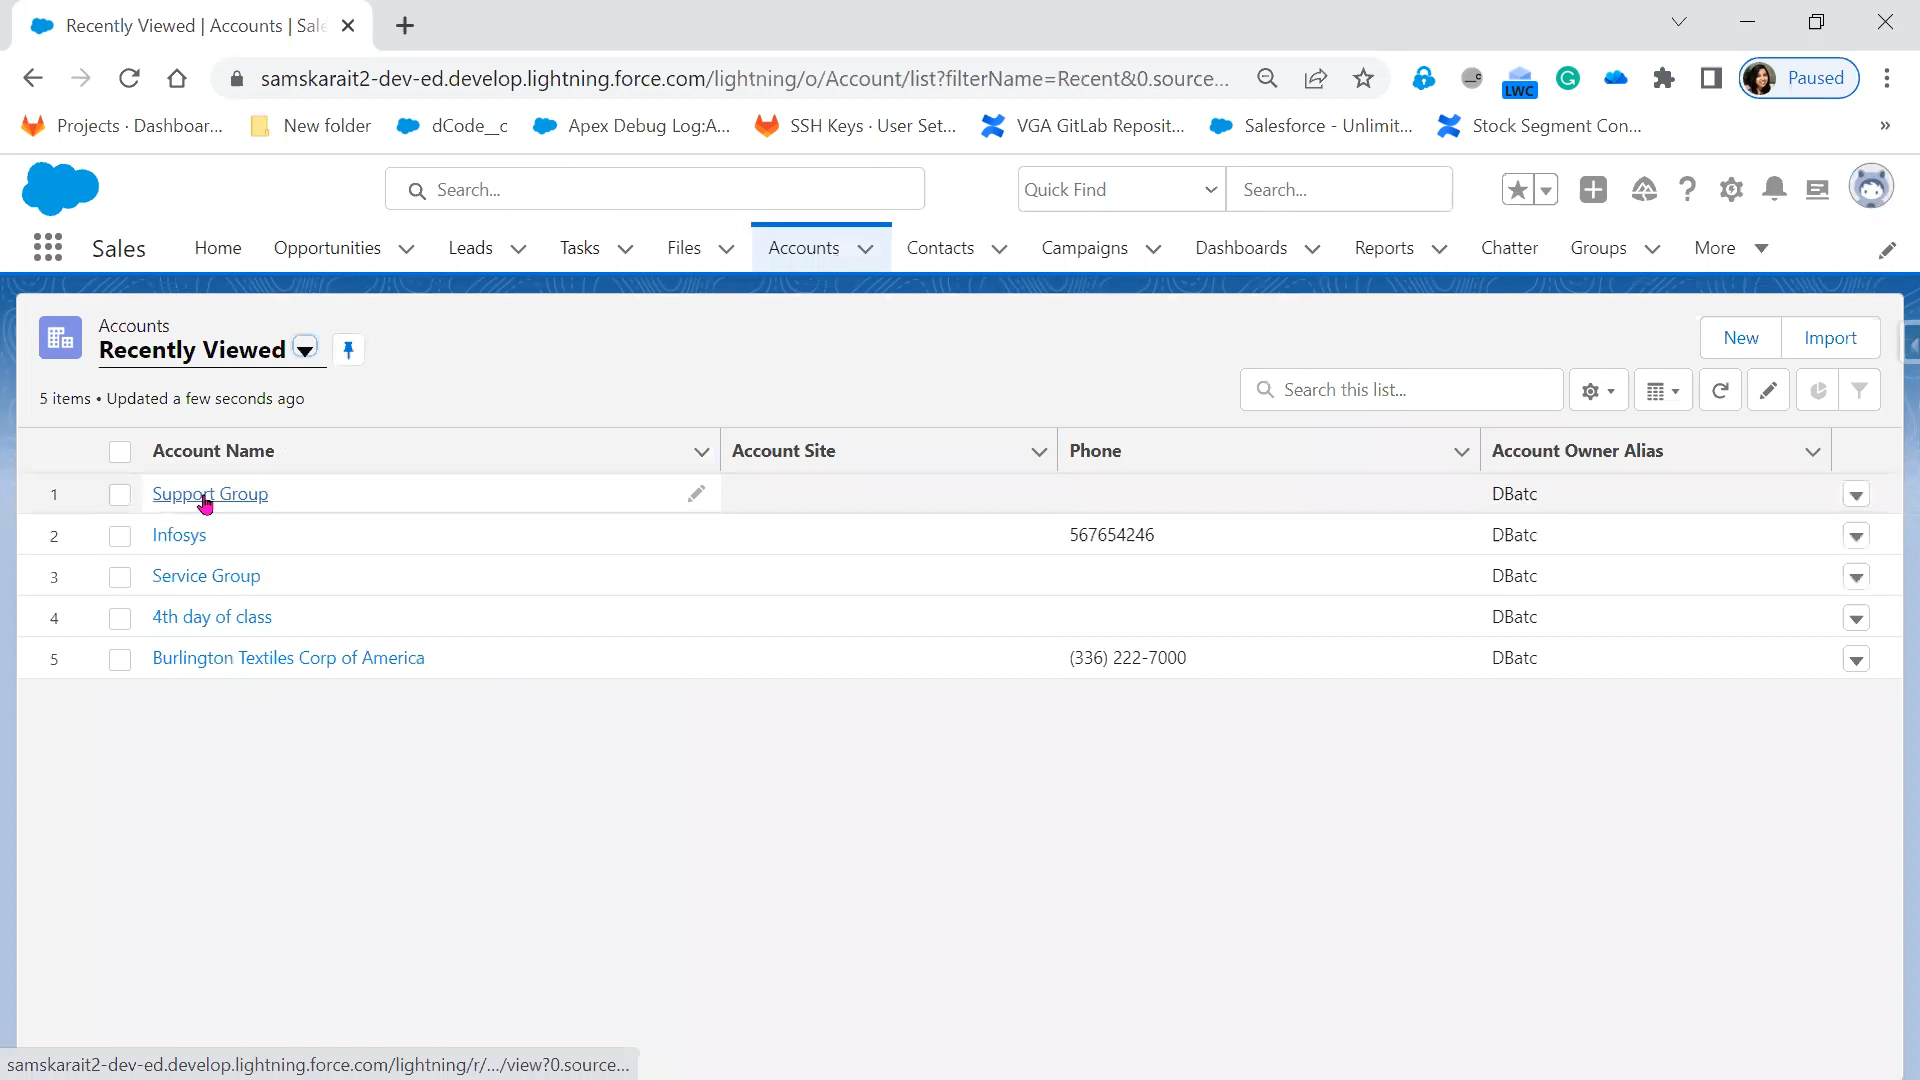 Recently Viewed | Accounts | Sale
samskarait2-dev-ed.develop.lightning.force.com/lightning/o/Account/list?filterName=Recent&0.source...
LWC
Paused
Projects · Dashboar...
New folder
dCode__c
Apex Debug Log:A...
SSH Keys · User Set...
VGA GitLab Reposit...
Salesforce - Unlimit...
Stock Segment Con...
»
Search...
Quick Find
Search...
Sales
Home
Opportunities
Leads
Tasks
Files
Accounts
Contacts
Campaigns
Dashboards
Reports
Chatter
Groups
More
Accounts
Recently Viewed
New
Import
5 items • Updated a few seconds ago
Search this list...
Account Name
Account Site
Phone
Account Owner Alias
1 Support Group DBatc
2 Infosys 567654246 DBatc
3 Service Group DBatc
4 4th day of class DBatc
5 Burlington Textiles Corp of America (336) 222-7000 DBatc
samskarait2-dev-ed.develop.lightning.force.com/lightning/r/.../view?0.source...